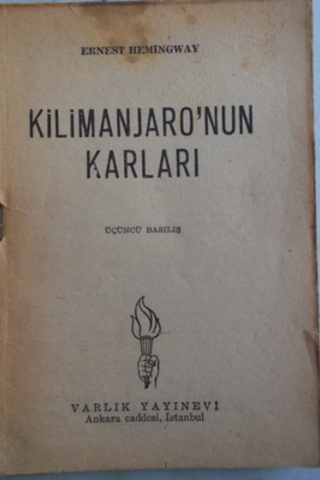 ERNEST HEMINGWAY
KİLİMANJARO'NUN
KARLARI
ÜÇÜNCÜ BASILIŞ
VARLIK YAYINEVİ
Ankara caddesi, İstanbul